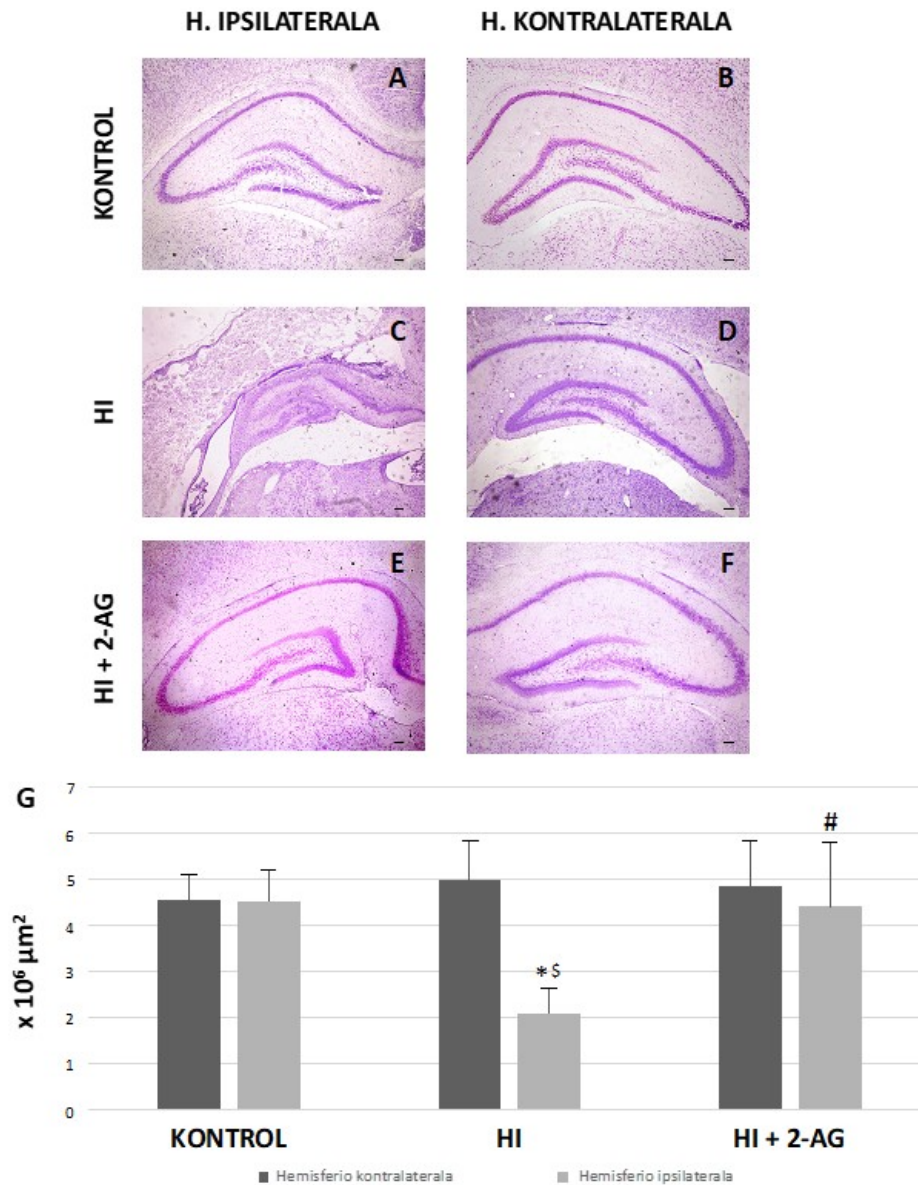 H. IPSILATERALA H. KONTRALATERALA
KONTROL
A
B
HI
C
D
HI + 2-AG
E
F
G
x 10⁶ µm²
7
6
5
4
3
2
1
0
*$
#
KONTROL HI HI + 2-AG
Hemisferio kontralaterala Hemisferio ipsilaterala